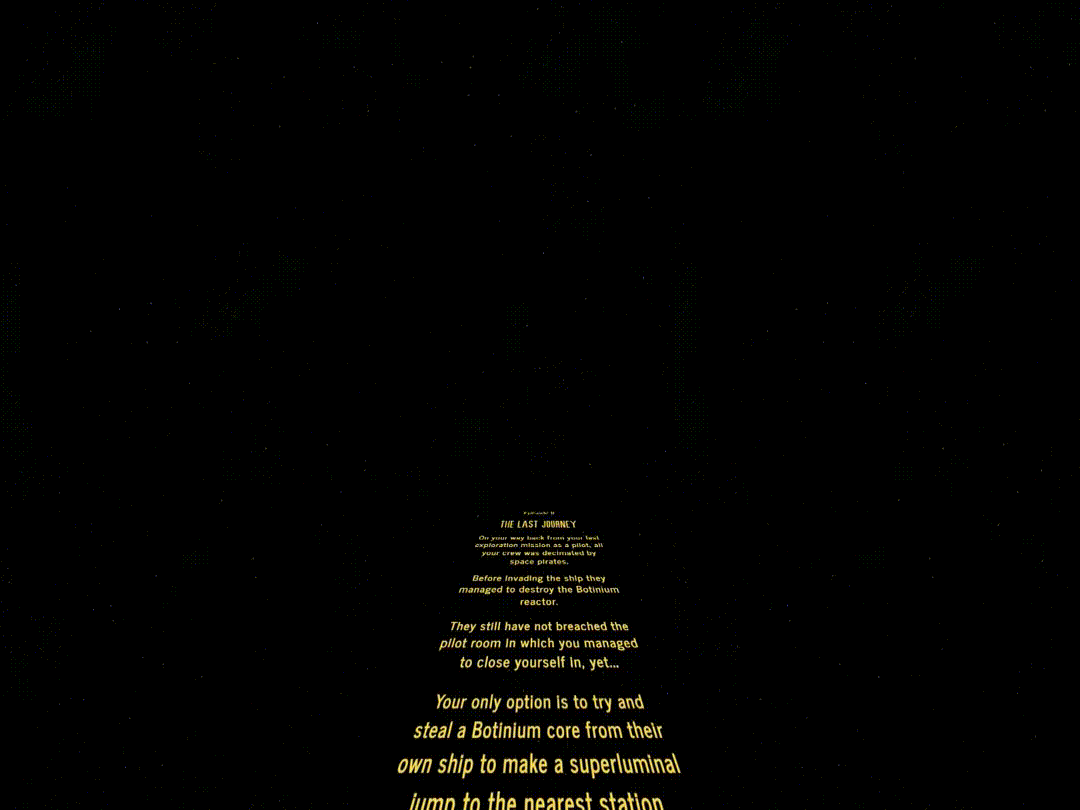 THE LAST JOURNEY
On your way back from your last
exploration mission as a pilot, all
your crew was decimated by
space pirates.
Before invading the ship they
managed to destroy the Botinium
reactor.
They still have not breached the
pilot room in which you managed
to close yourself in, yet...
Your only option is to try and
steal a Botinium core from their
own ship to make a superluminal
jump to the nearest station